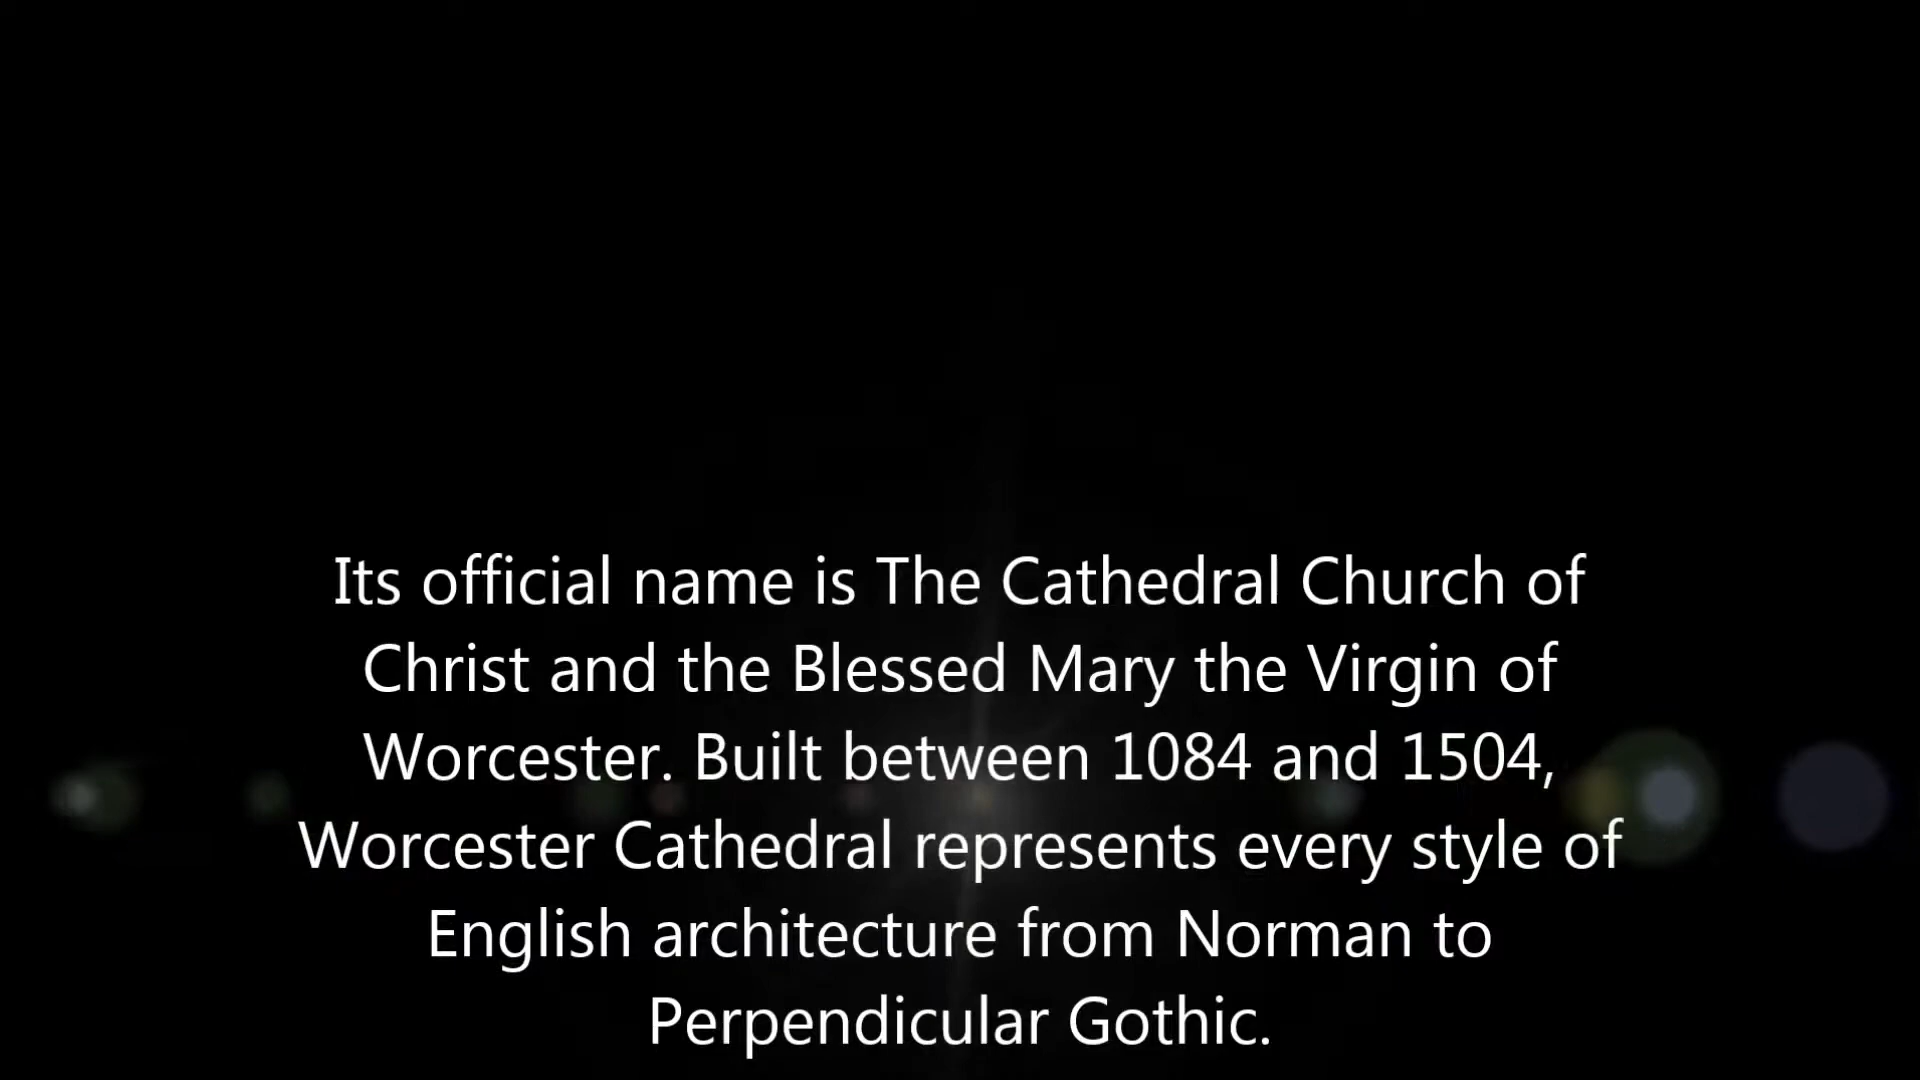 Its official name is The Cathedral Church of
Christ and the Blessed Mary the Virgin of
Worcester. Built between 1084 and 1504,
Worcester Cathedral represents every style of
English architecture from Norman to
Perpendicular Gothic.